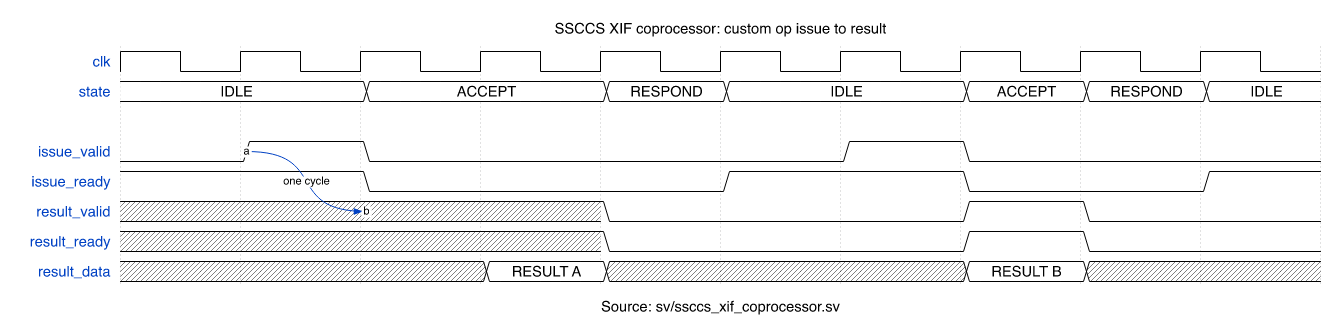 SSCCS XIF coprocessor: custom op issue to result
clk
state IDLE ACCEPT RESPOND IDLE ACCEPT RESPOND IDLE
issue_valid a
issue_ready one cycle
result_valid b
result_ready
result_data RESULT A RESULT B
Source: sv/ssccs_xif_coprocessor.sv